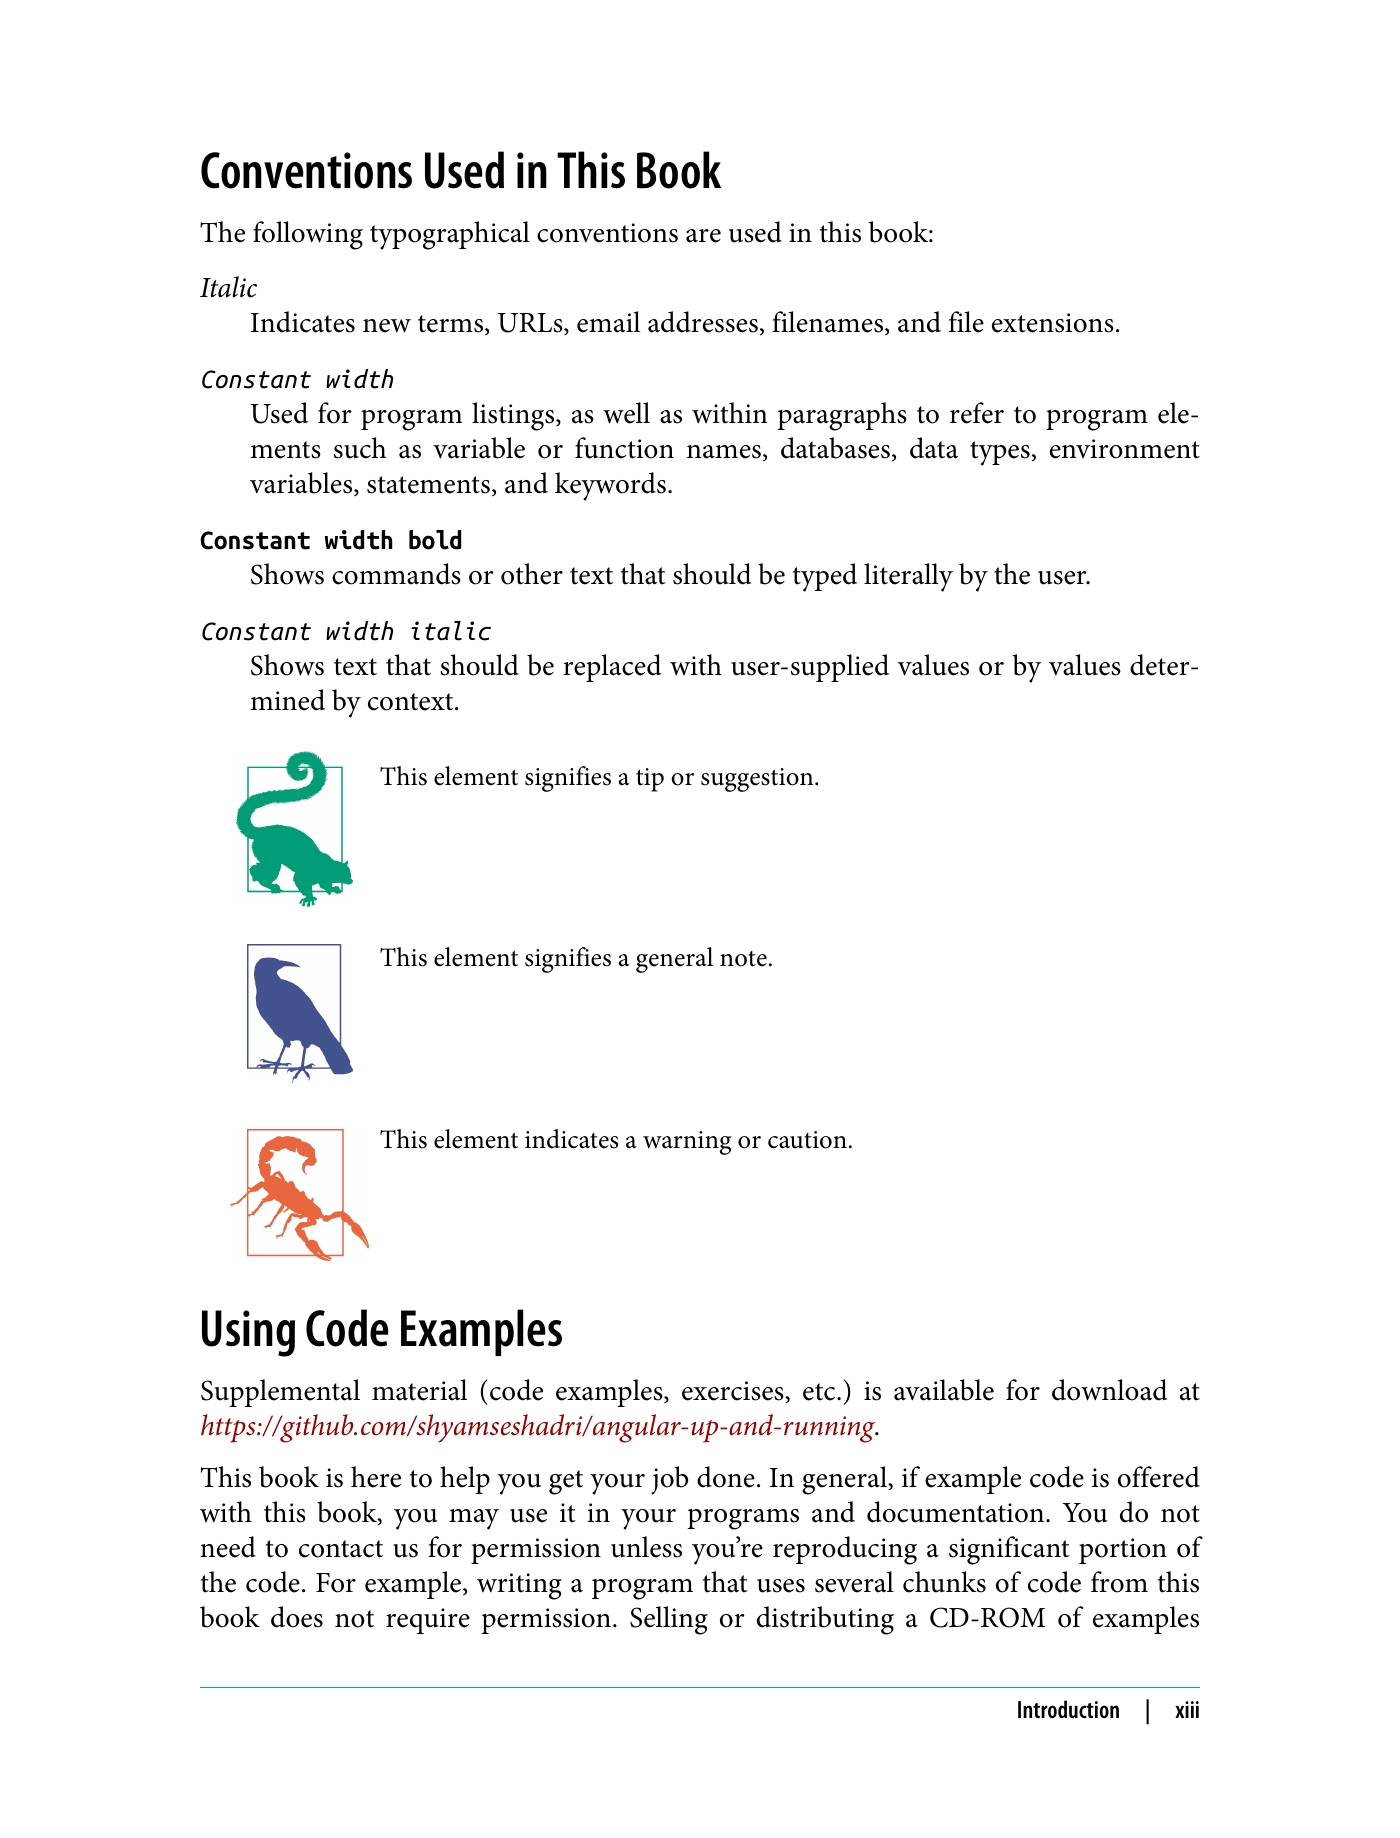 Conventions Used in This Book
The following typographical conventions are used in this book:
Italic
Indicates new terms, URLs, email addresses, filenames, and file extensions.
Constant width
Used for program listings, as well as within paragraphs to refer to program ele-
ments such as variable or function names, databases, data types, environment
variables, statements, and keywords.
Constant width bold
Shows commands or other text that should be typed literally by the user.
Constant width italic
Shows text that should be replaced with user-supplied values or by values deter-
mined by context.
This element signifies a tip or suggestion.
This element signifies a general note.
This element indicates a warning or caution.
Using Code Examples
Supplemental material (code examples, exercises, etc.) is available for download at
https://github.com/shyamseshadri/angular-up-and-running.
This book is here to help you get your job done. In general, if example code is offered
with this book, you may use it in your programs and documentation. You do not
need to contact us for permission unless you’re reproducing a significant portion of
the code. For example, writing a program that uses several chunks of code from this
book does not require permission. Selling or distributing a CD-ROM of examples
Introduction | xiii